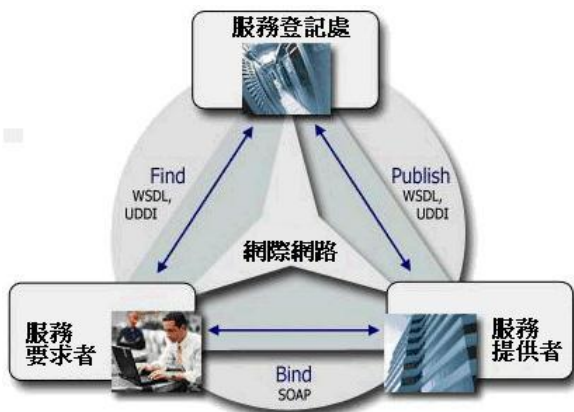 服務登記處
Find
WSDL,
UDDI
Publish
WSDL,
UDDI
網際網路
服務
要求者
服務
提供者
Bind
SOAP